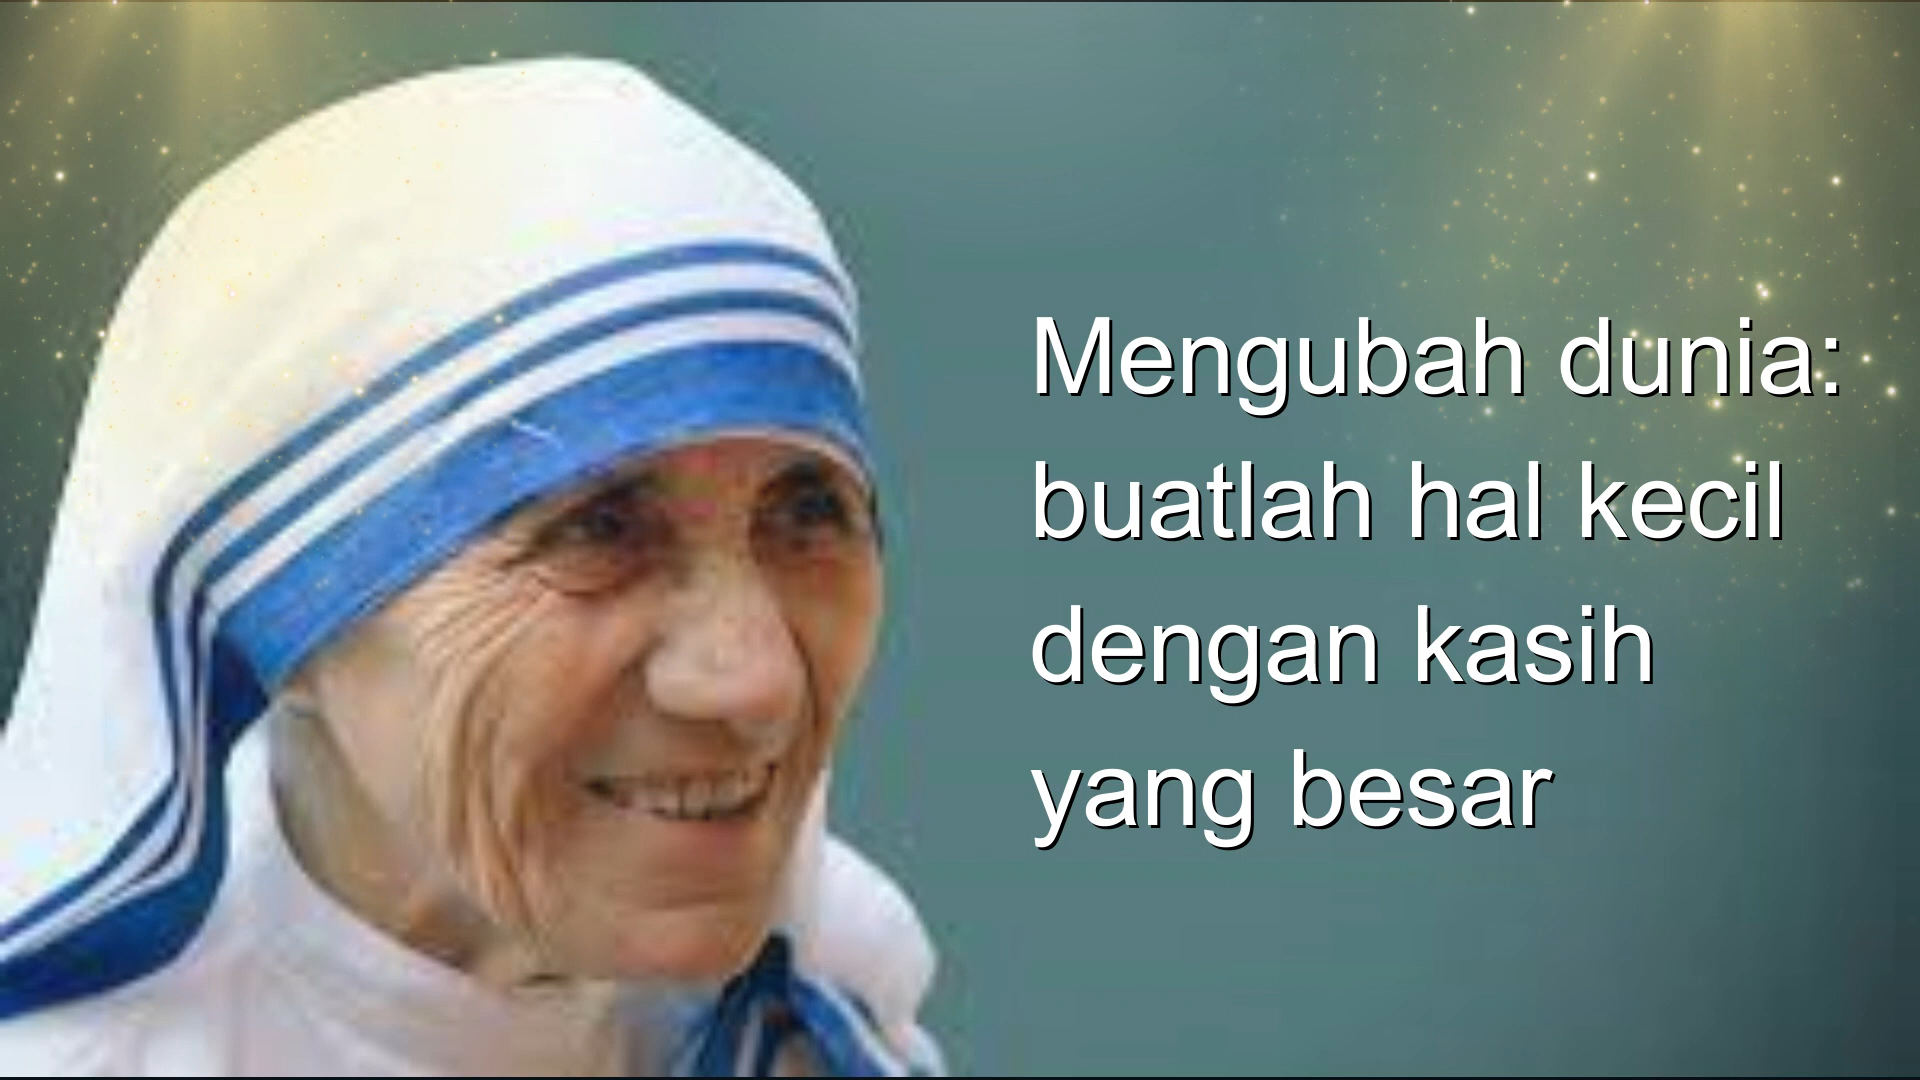 Mengubah dunia:
buatlah hal kecil
dengan kasih
yang besar